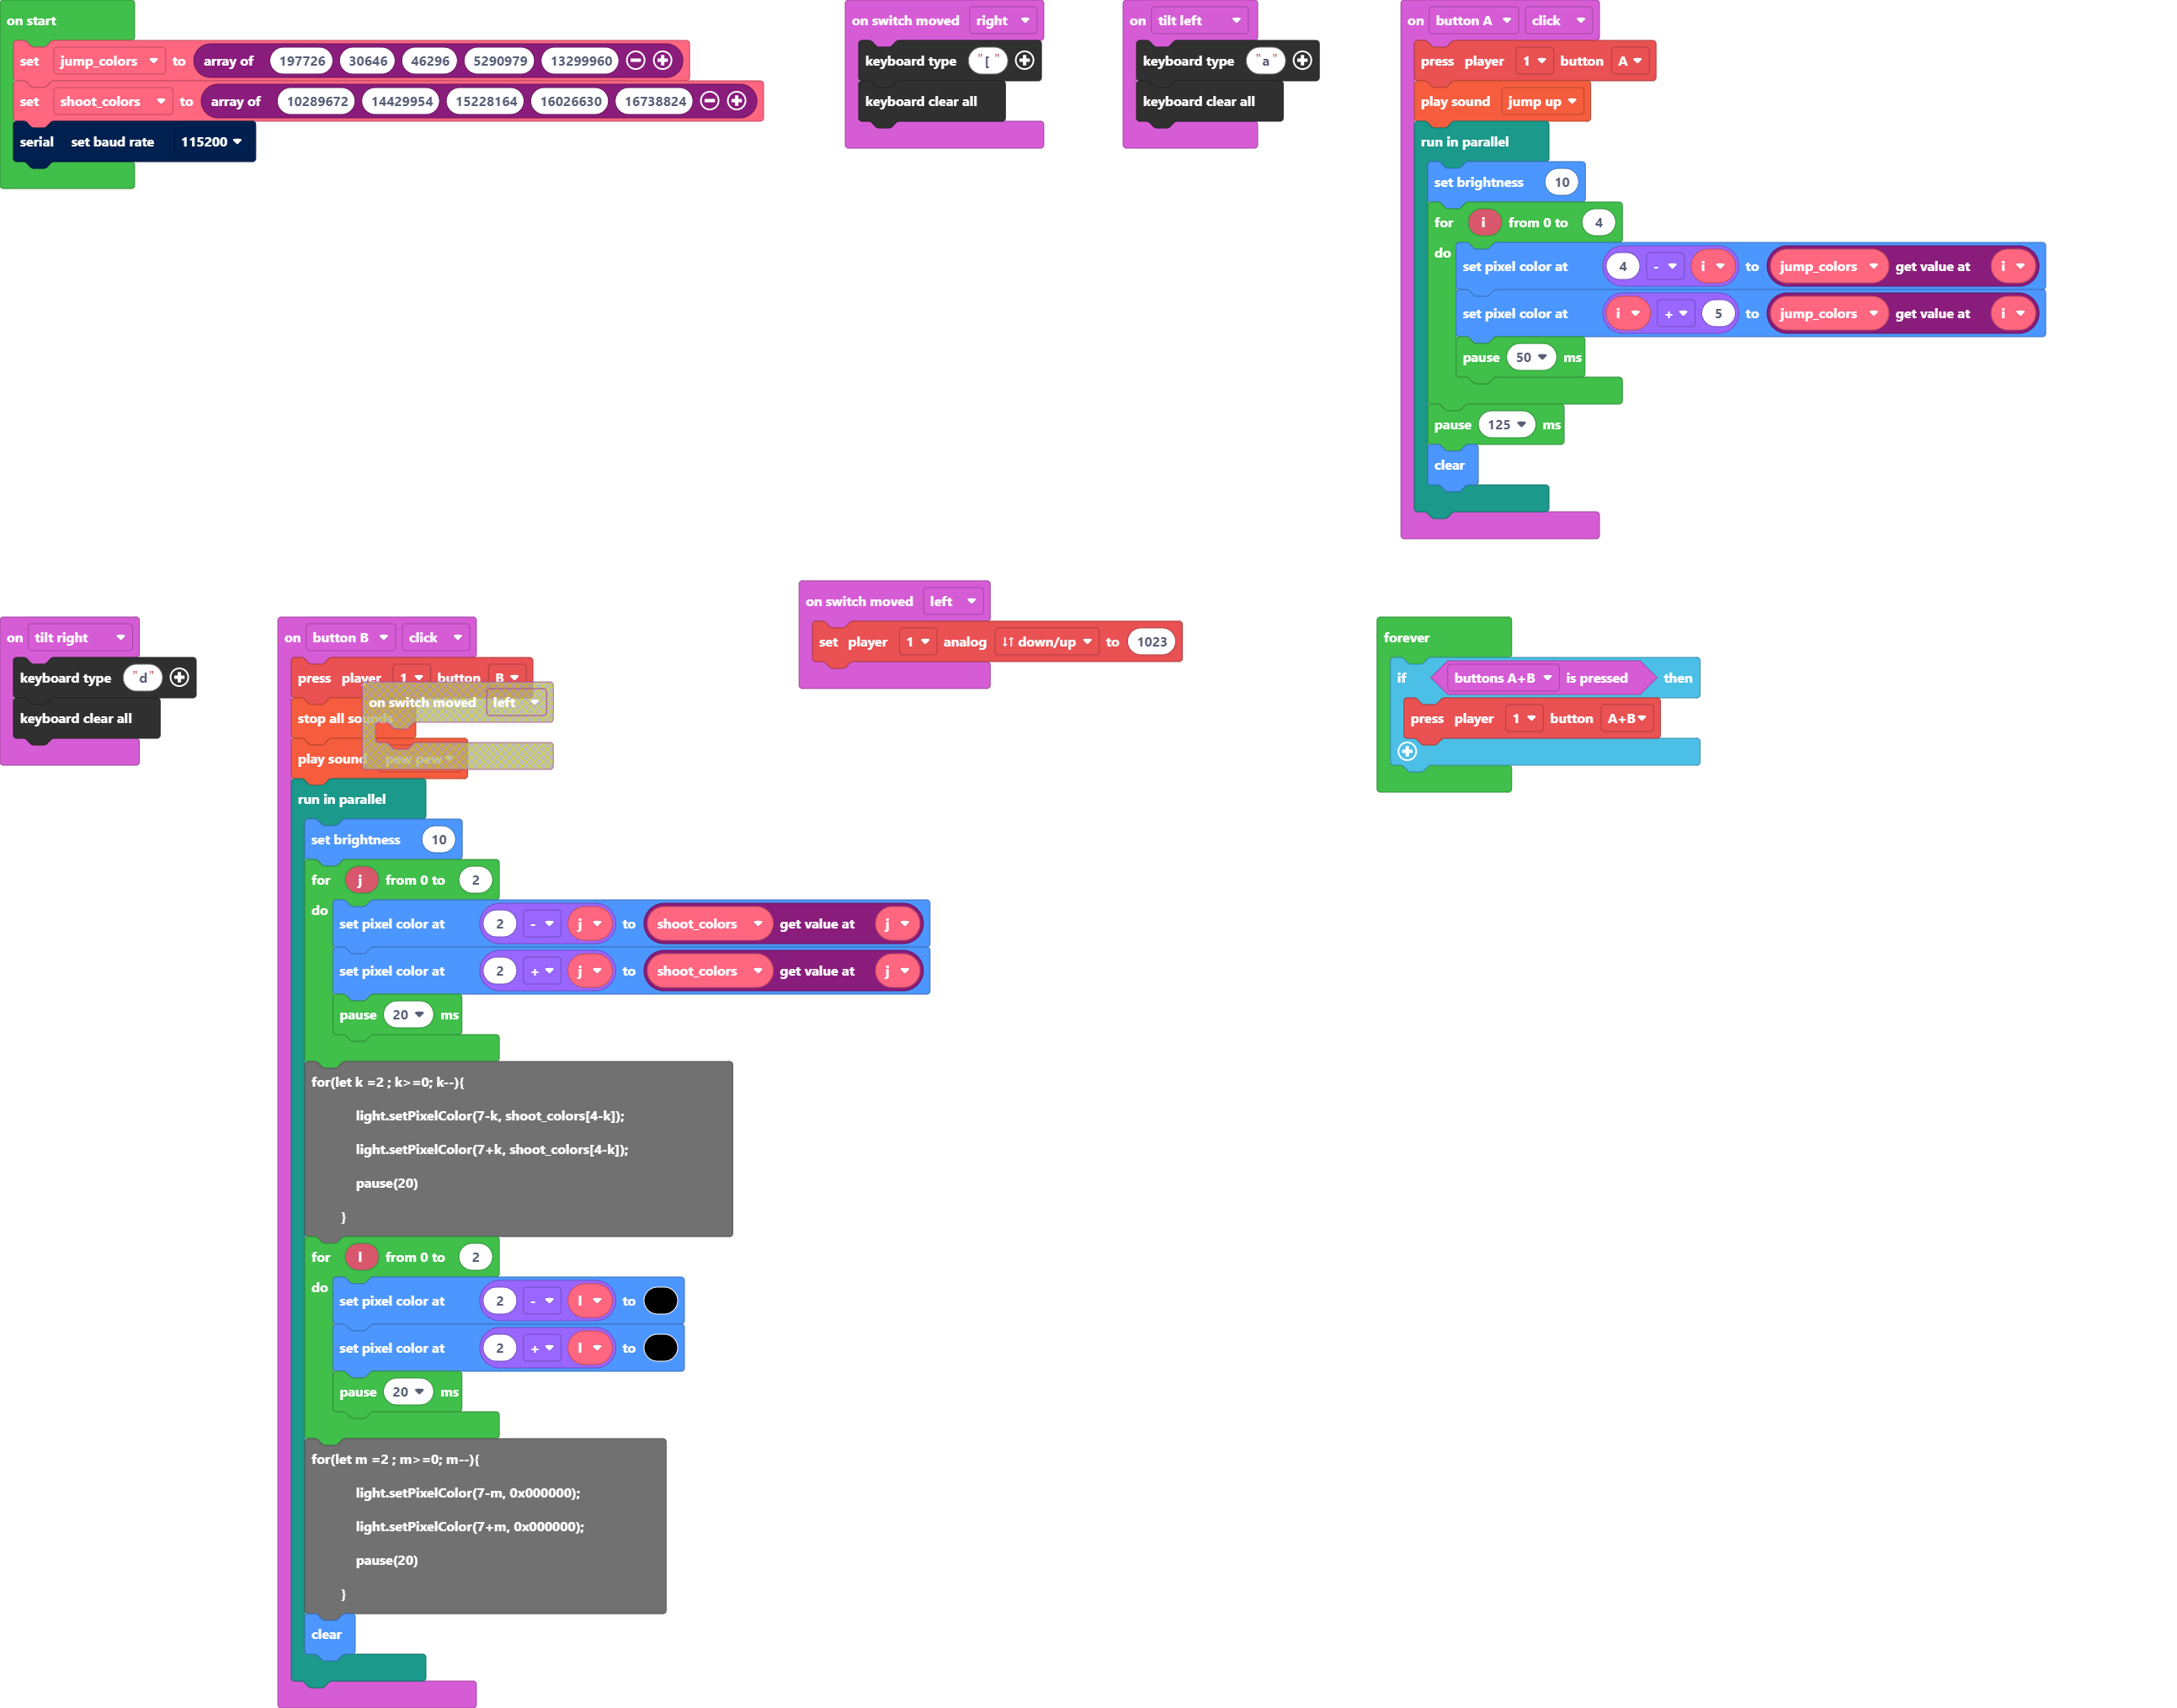 on start
set jump_colors to array of 197726 30646 46296 5290979 13299960
set shoot_colors to array of 10289672 14429954 15228164 16026630 16738824
serial set baud rate 115200
on switch moved right
keyboard type "["
keyboard clear all
on tilt left
keyboard type "a"
keyboard clear all
on button A click
press player 1 button A
play sound jump up
run in parallel
set brightness 10
for i from 0 to 4
do
set pixel color at 4 - i to jump_colors get value at i
set pixel color at i + 5 to jump_colors get value at i
pause 50 ms
pause 125 ms
clear
on tilt right
keyboard type "d"
keyboard clear all
on button B click
press player 1 button B
stop all sounds
play sound pew pew
run in parallel
set brightness 10
for j from 0 to 2
do
set pixel color at 2 - j to shoot_colors get value at j
set pixel color at 2 + j to shoot_colors get value at j
pause 20 ms
for(let k =2 ; k>=0; k--){
light.setPixelColor(7-k, shoot_colors[4-k]);
light.setPixelColor(7+k, shoot_colors[4-k]);
pause(20)
}
for l from 0 to 2
do
set pixel color at 2 - l to
set pixel color at 2 + l to
pause 20 ms
for(let m =2 ; m>=0; m--){
light.setPixelColor(7-m, 0x000000);
light.setPixelColor(7+m, 0x000000);
pause(20)
}
clear
on switch moved left
on switch moved left
set player 1 analog ↓↑ down/up to 1023
forever
if buttons A+B is pressed then
press player 1 button A+B